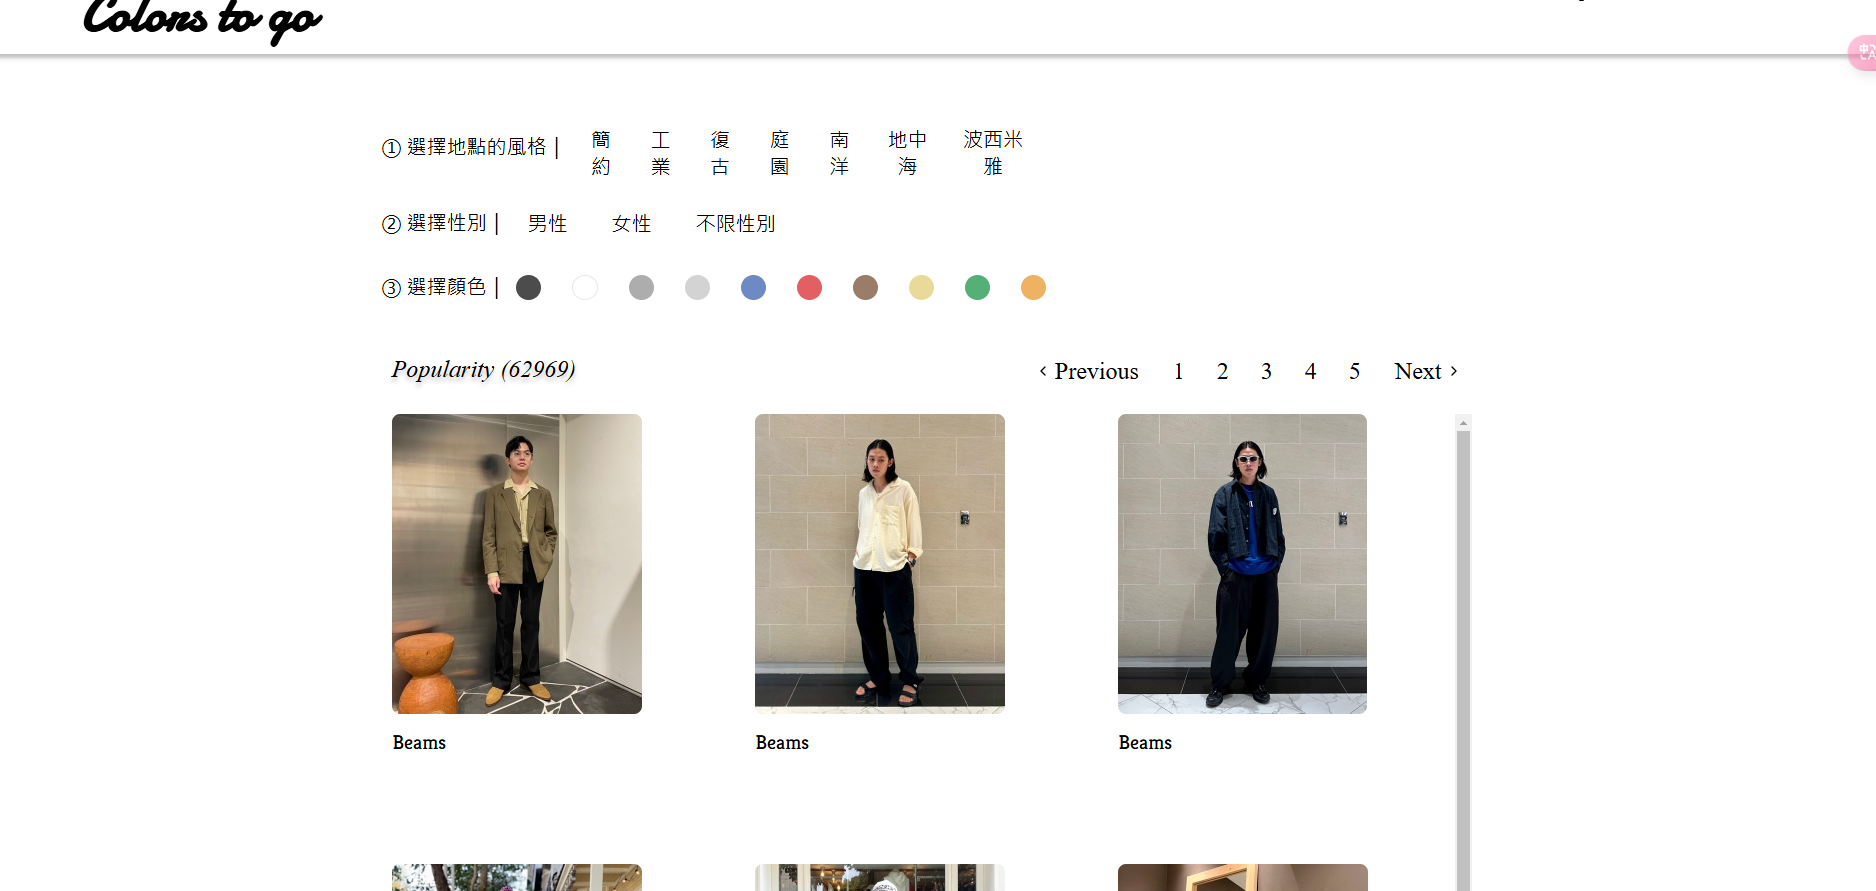 Colors to go
① 選擇地點的風格 |
簡約
工業
復古
庭園
南洋
地中海
波西米雅
② 選擇性別 | 男性 女性 不限性別
③ 選擇顏色 |
Popularity (62969)
‹ Previous 1 2 3 4 5 Next ›
Beams Beams Beams